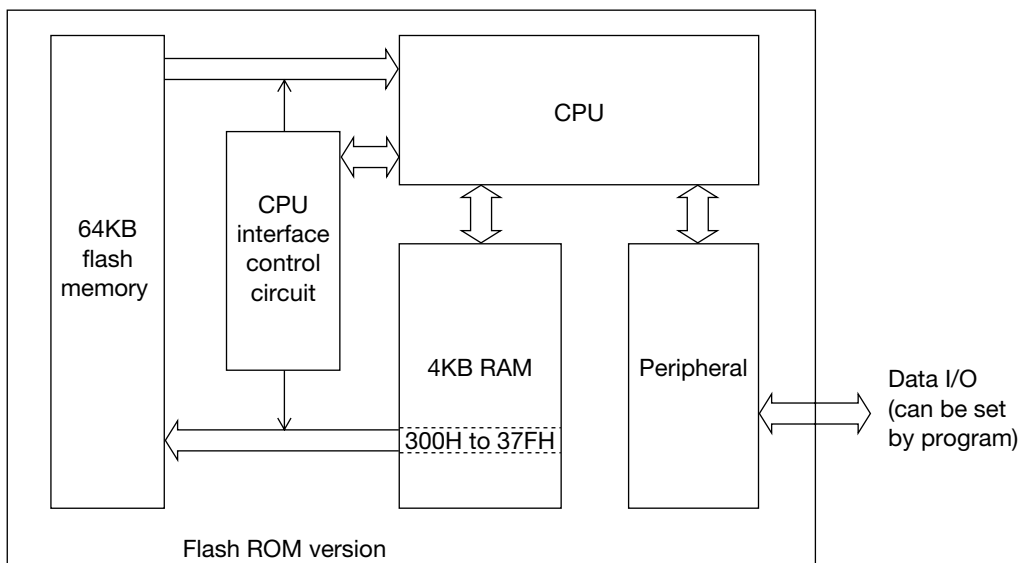 CPU
64KB
flash
memory
CPU
interface
control
circuit
4KB RAM
300H to 37FH
Peripheral
Data I/O
(can be set
by program)
Flash ROM version